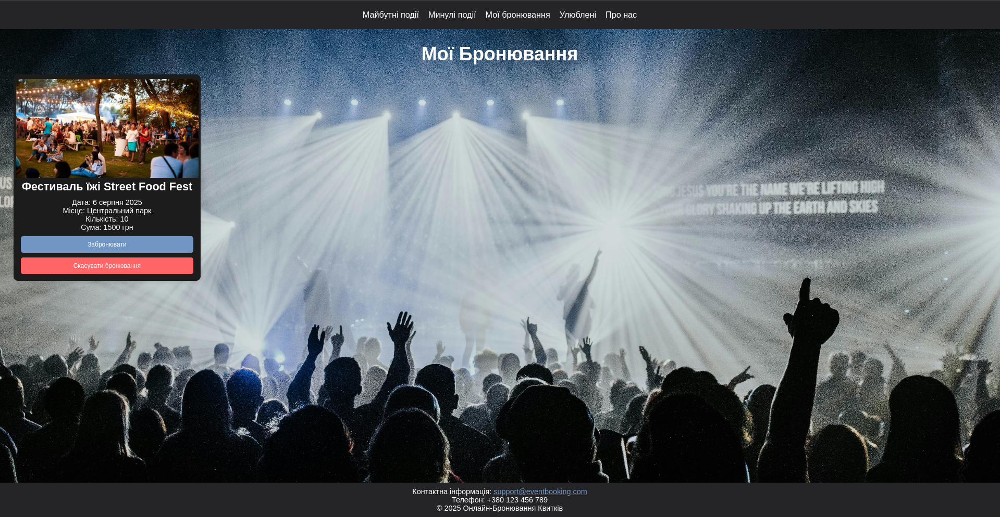 Майбутні події Минулі події Мої бронювання Улюблені Про нас
Мої Бронювання
Фестиваль їжі Street Food Fest
Дата: 6 серпня 2025
Місце: Центральний парк
Кількість: 10
Сума: 1500 грн
Забронювати
Скасувати бронювання
JESUS YOU'RE THE NAME WE'RE LIFTING HIGH
GLORY SHAKING UP THE EARTH AND SKIES
Контактна інформація: support@eventbooking.com
Телефон: +380 123 456 789
© 2025 Онлайн-Бронювання Квитків